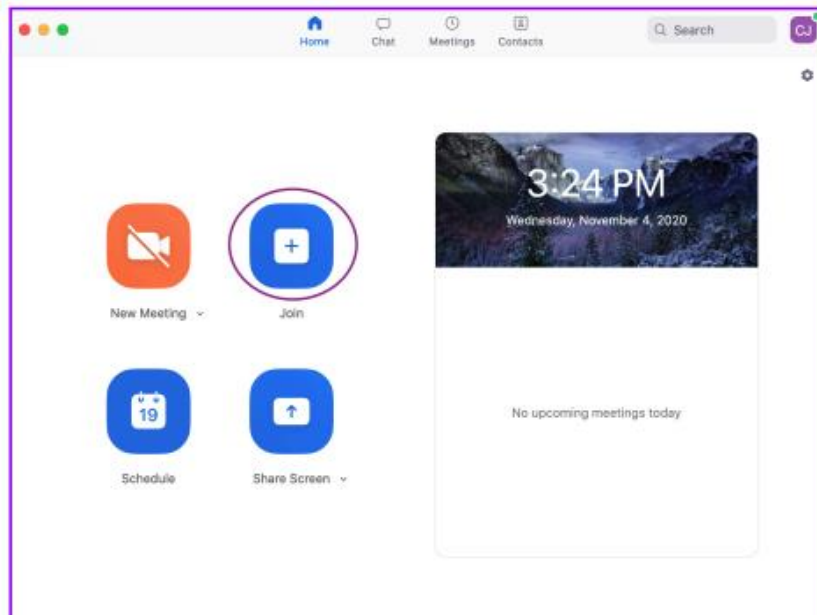 Home
Chat
Meetings
Contacts
Search
CJ
3:24 PM
Wednesday, November 4, 2020
New Meeting
Join
19
Schedule
Share Screen
No upcoming meetings today